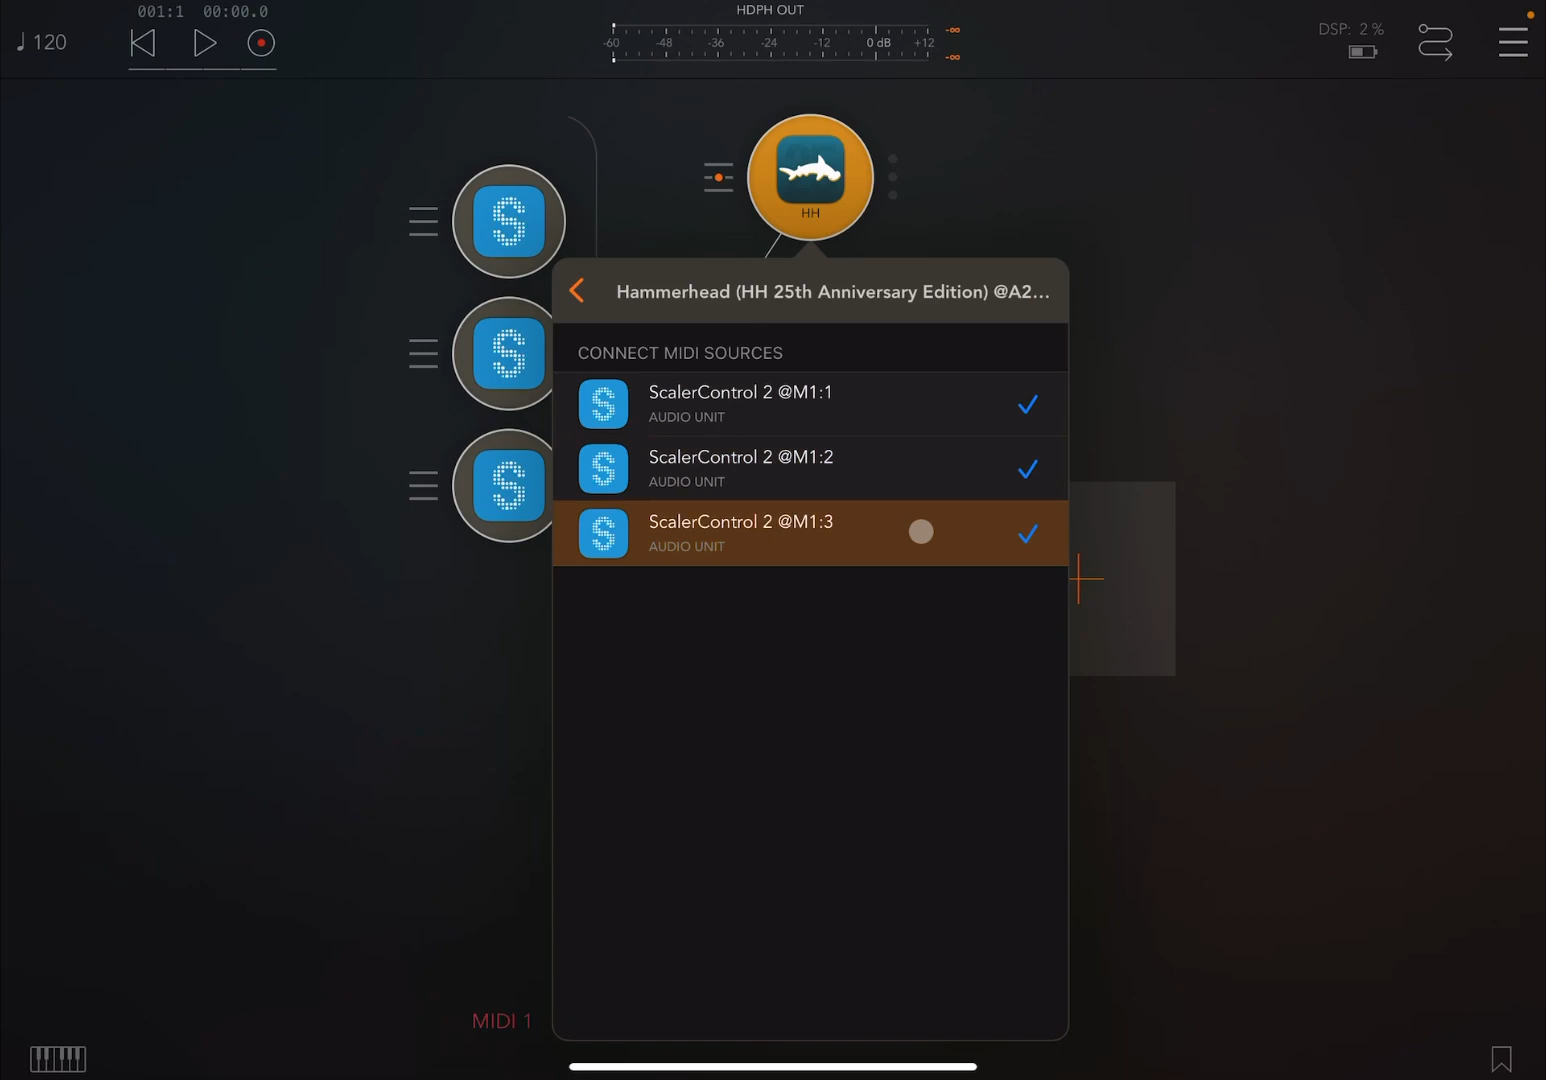 001:1 00:00.0
HDPH OUT
120
-60 -48 -36 -24 -12 0 dB +12
-∞
-∞
DSP: 2 %
S
HH
S
S
Hammerhead (HH 25th Anniversary Edition) @A2...
CONNECT MIDI SOURCES
S
ScalerControl 2 @M1:1
AUDIO UNIT
S
ScalerControl 2 @M1:2
AUDIO UNIT
S
ScalerControl 2 @M1:3
AUDIO UNIT
MIDI 1